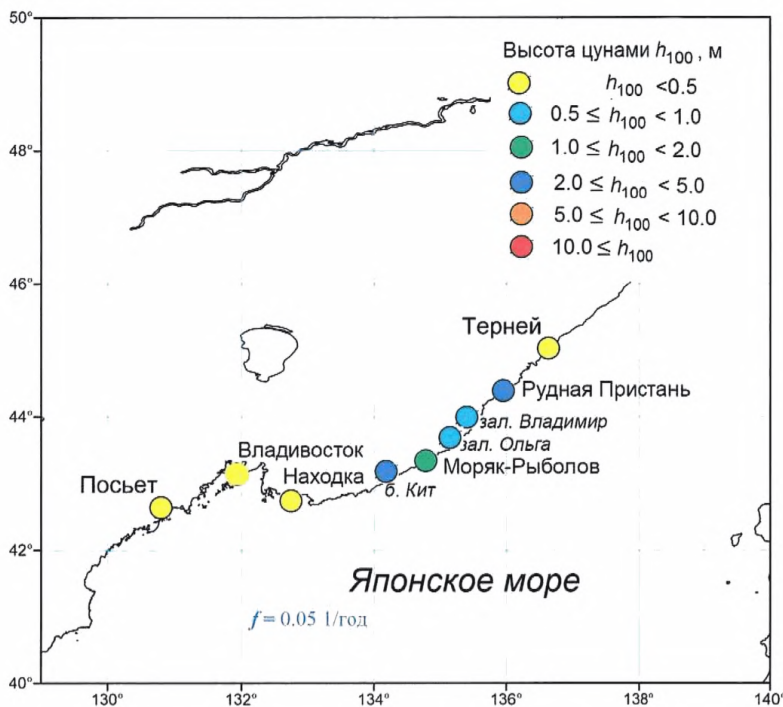 50°
48°
46°
44°
42°
40°
130°
132°
134°
136°
138°
140°
Высота цунами h100 , м
h100 <0.5
0.5 ≤ h100 < 1.0
1.0 ≤ h100 < 2.0
2.0 ≤ h100 < 5.0
5.0 ≤ h100 < 10.0
10.0 ≤ h100
Терней
Рудная Пристань
зал. Владимир
зал. Ольга
Моряк-Рыболов
б. Кит
Владивосток
Находка
Посьет
Японское море
f = 0.05 1/год